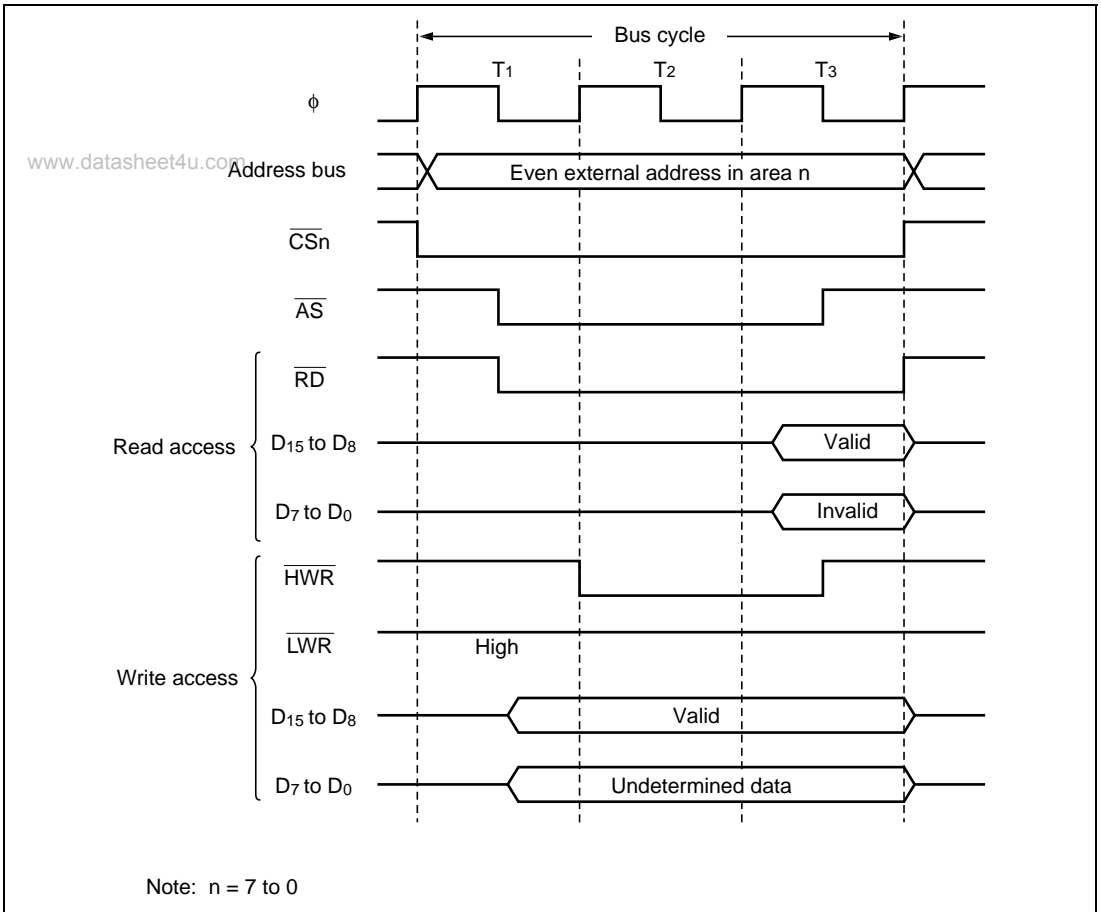 Bus cycle
T1 T2 T3
φ
www.datasheet4u.com
Address bus
Even external address in area n
CSn
AS
RD
Read access
D15 to D8
Valid
D7 to D0
Invalid
HWR
LWR
High
Write access
D15 to D8
Valid
D7 to D0
Undetermined data
Note: n = 7 to 0